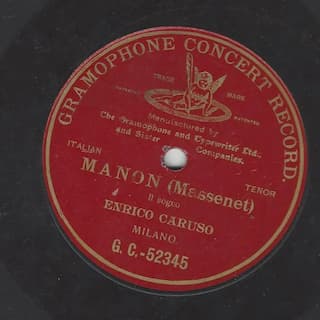 GRAMOPHONE CONCERT RECORD.
TRADE MARK
Manufactured by
The Gramophone and Typewriter Ltd.,
and Sister Companies.
ITALIAN
TENOR
MANON (Massenet)
Il sogno
ENRICO CARUSO
MILANO
G. C.-52345